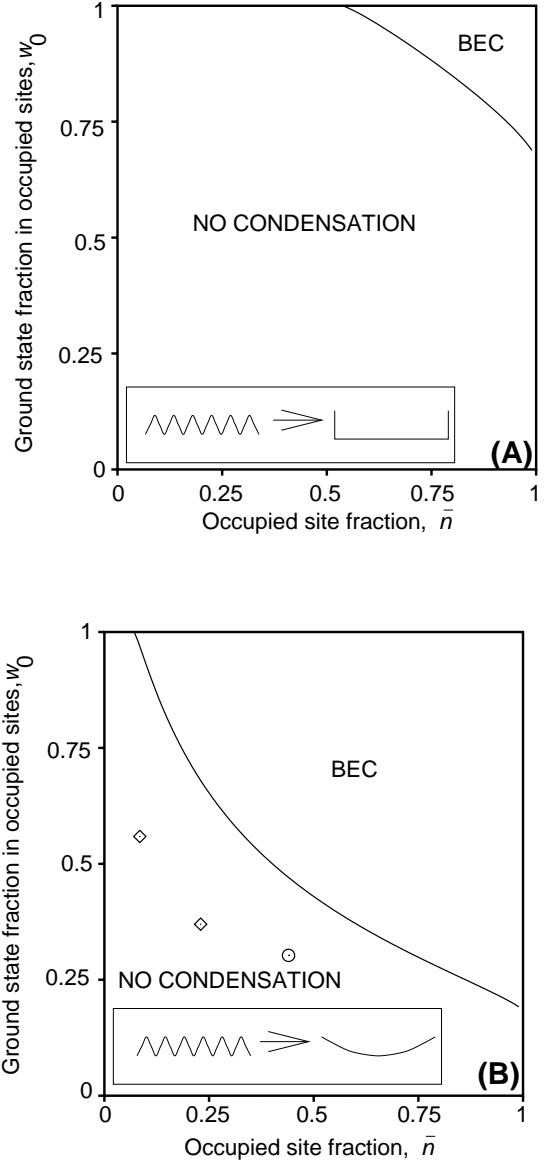 1
BEC
0.75
NO CONDENSATION
0.5
0.25
(A)
0
0 0.25 0.5 0.75 1
Occupied site fraction, n̄
Ground state fraction in occupied sites, w0
1
0.75
BEC
0.5
0.25
NO CONDENSATION
(B)
0
0 0.25 0.5 0.75 1
Occupied site fraction, n̄
Ground state fraction in occupied sites, w0